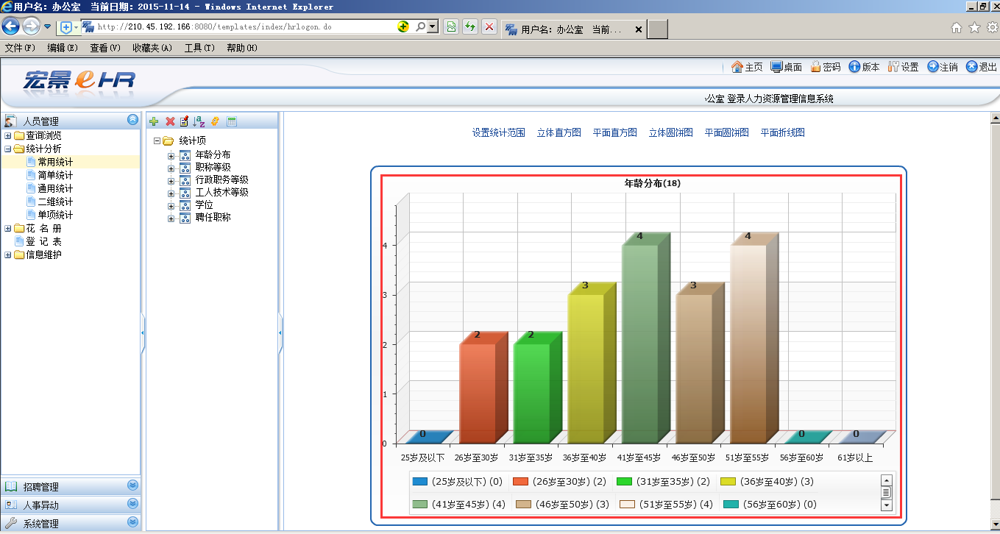 用户名: 办公室 当前日期: 2015-11-14 - Windows Internet Explorer
http://210.45.192.166:8080/templates/index/hrlogon.do
用户名: 办公室 当前...
文件(F) 编辑(E) 查看(V) 收藏夹(A) 工具(T) 帮助(H)
宏景eHR
主页 桌面 密码 版本 设置 注销 退出
公室 登录人力资源管理信息系统
人员管理
查询浏览
统计分析
常用统计
简单统计
通用统计
二维统计
单项统计
花 名 册
登 记 表
信息维护
招聘管理
人事异动
系统管理
统计项
年龄分布
职称等级
行政职务等级
工人技术等级
学位
聘任职称
设置统计范围 立体直方图 平面直方图 立体圆饼图 平面圆饼图 平面折线图
年龄分布(18)
4
3
2
1
0
0 2 2 3 4 3 4 0 0
25岁及以下 26岁至30岁 31岁至35岁 36岁至40岁 41岁至45岁 46岁至50岁 51岁至55岁 56岁至60岁 61岁以上
(25岁及以下) (0) (26岁至30岁) (2) (31岁至35岁) (2) (36岁至40岁) (3)
(41岁至45岁) (4) (46岁至50岁) (3) (51岁至55岁) (4) (56岁至60岁) (0)